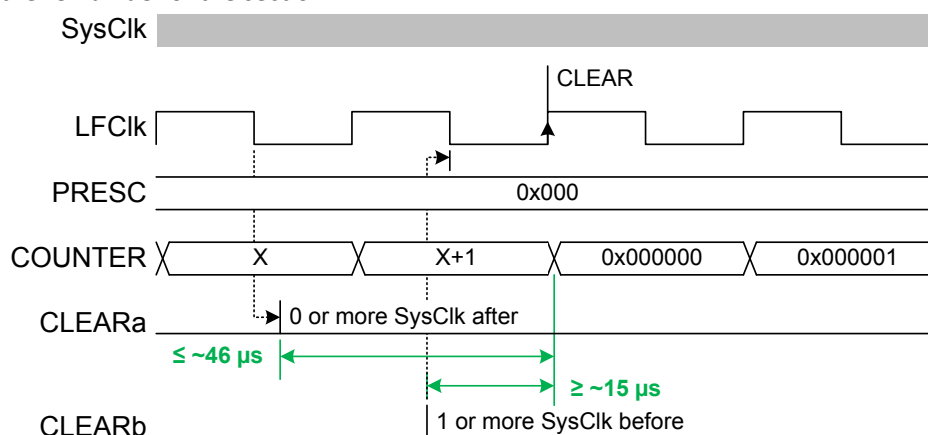 SysClk
CLEAR
LFClk
PRESC
0x000
COUNTER
X
X+1
0x000000
0x000001
CLEARa
0 or more SysClk after
≤ ~46 µs
≥ ~15 µs
CLEARb
1 or more SysClk before